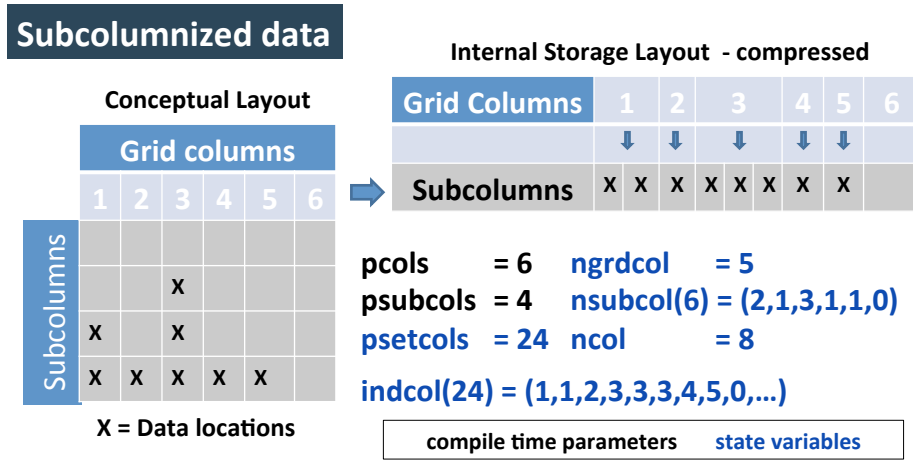 Subcolumnized data
Internal Storage Layout - compressed
Conceptual Layout
Grid Columns 1 2 3 4 5 6
Subcolumns X X X X X X X X
Grid columns
1 2 3 4 5 6
Subcolumns
X
X X
X X X X X
X = Data locations
pcols = 6 ngrdcol = 5
psubcols = 4 nsubcol(6) = (2,1,3,1,1,0)
psetcols = 24 ncol = 8
indcol(24) = (1,1,2,3,3,3,4,5,0,...)
compile time parameters state variables